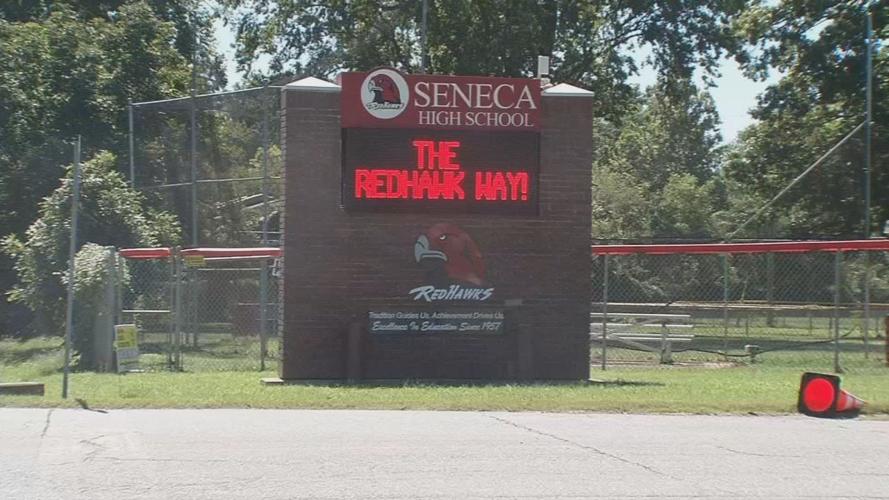 SENECA
HIGH SCHOOL
THE
REDHAWK WAY!
REDHAWKS
Tradition Guides Us, Achievement Drives Us,
Excellence in Education Since 1957